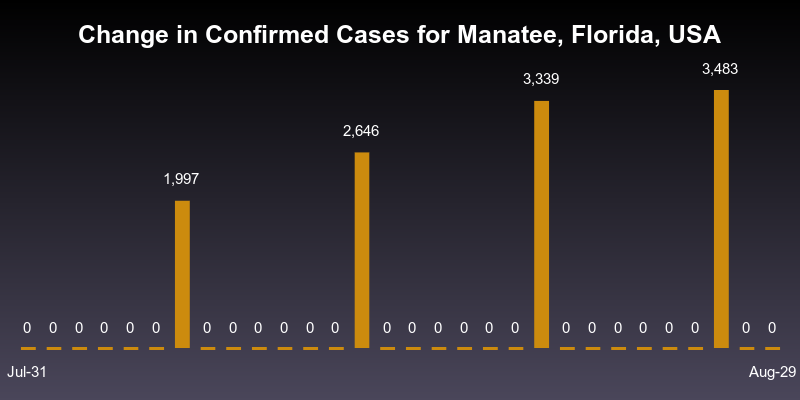 Change in Confirmed Cases for Manatee, Florida, USA
3,483
3,339
2,646
1,997
0 0 0 0 0 0 0 0 0 0 0 0 0 0 0 0 0 0 0 0 0 0 0 0 0 0
Jul-31 Aug-29